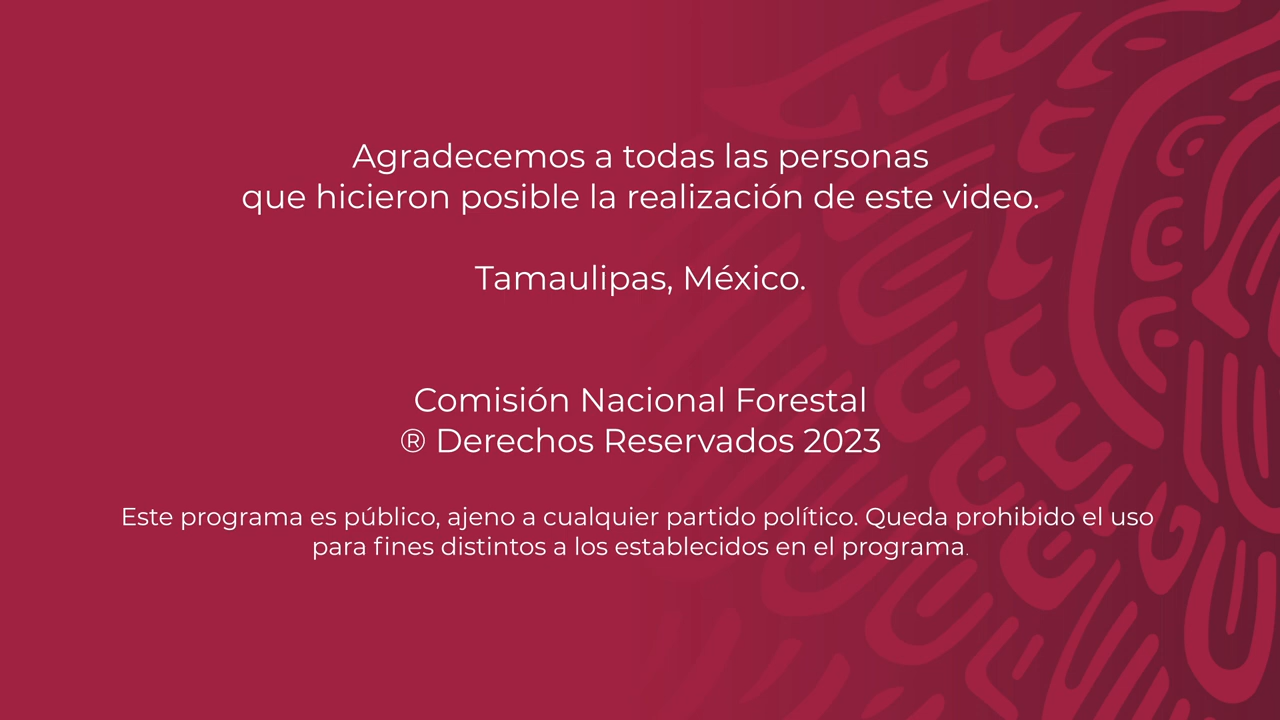 Agradecemos a todas las personas
que hicieron posible la realización de este video.
Tamaulipas, México.
Comisión Nacional Forestal
® Derechos Reservados 2023
Este programa es público, ajeno a cualquier partido político. Queda prohibido el uso
para fines distintos a los establecidos en el programa.